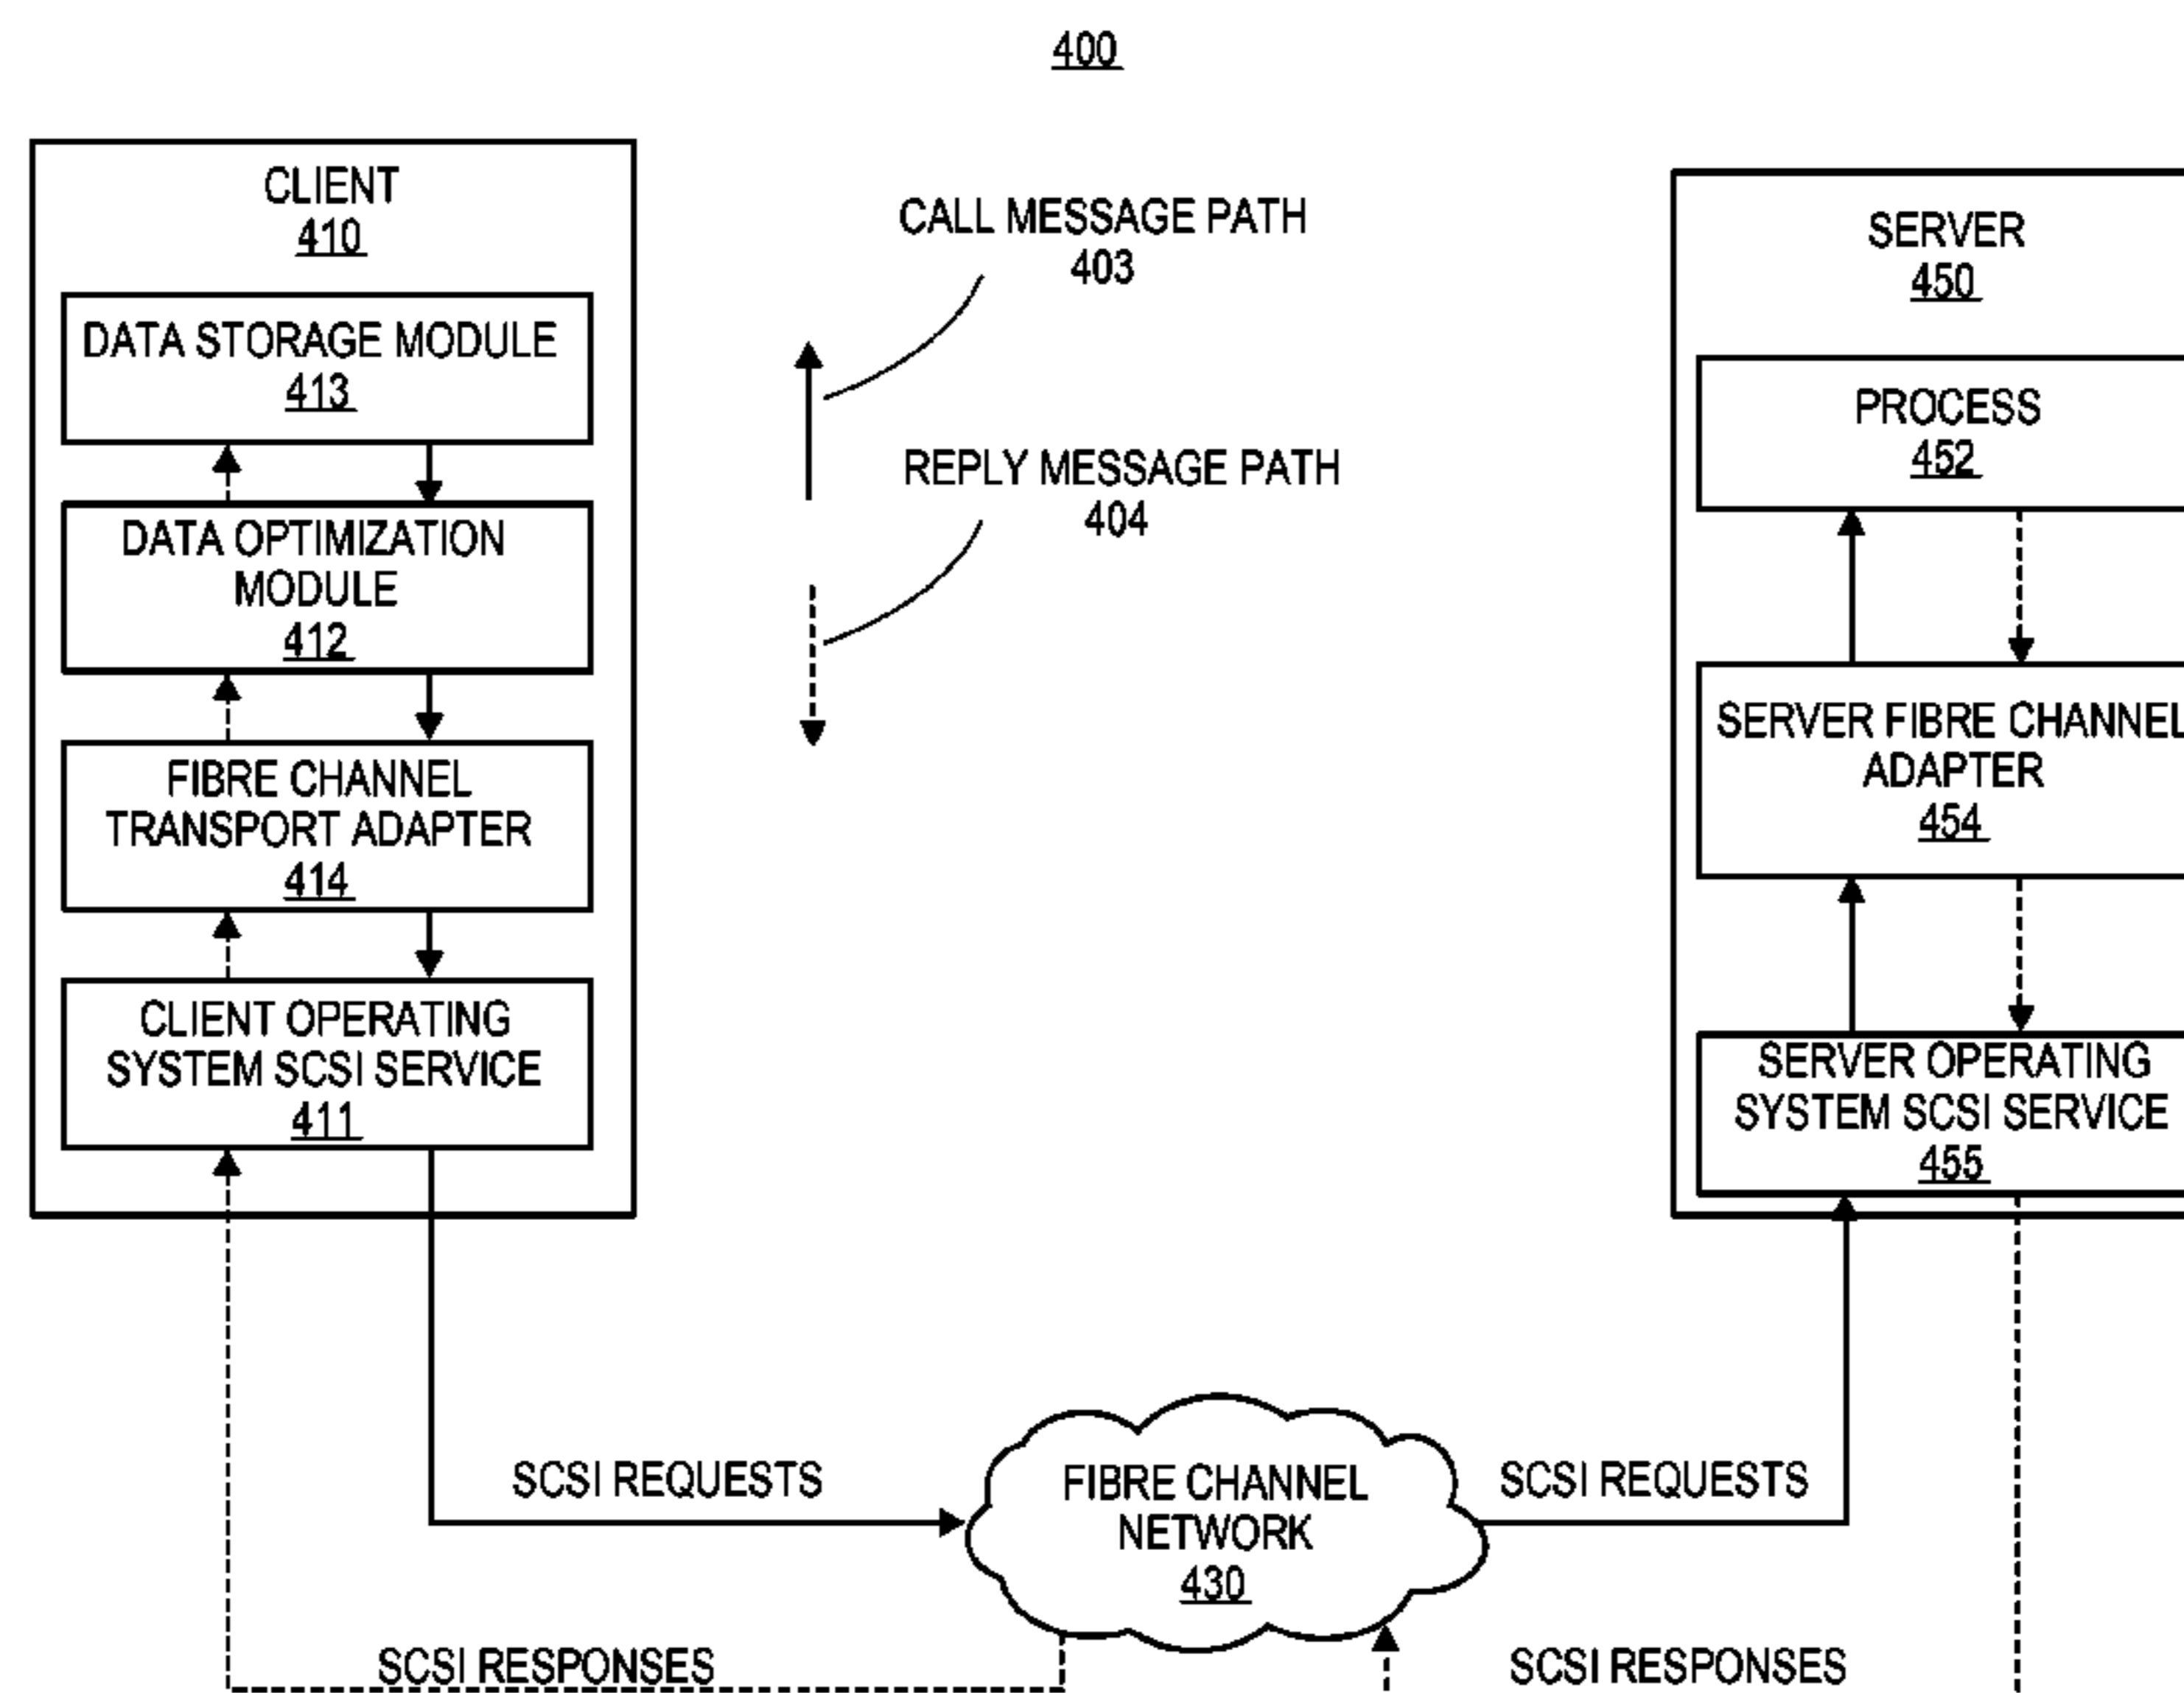 400
CLIENT
410
DATA STORAGE MODULE
413
DATA OPTIMIZATION
MODULE
412
FIBRE CHANNEL
TRANSPORT ADAPTER
414
CLIENT OPERATING
SYSTEM SCSI SERVICE
411
CALL MESSAGE PATH
403
REPLY MESSAGE PATH
404
SERVER
450
PROCESS
452
SERVER FIBRE CHANNEL
ADAPTER
454
SERVER OPERATING
SYSTEM SCSI SERVICE
455
SCSI REQUESTS
FIBRE CHANNEL
NETWORK
430
SCSI REQUESTS
SCSI RESPONSES
SCSI RESPONSES